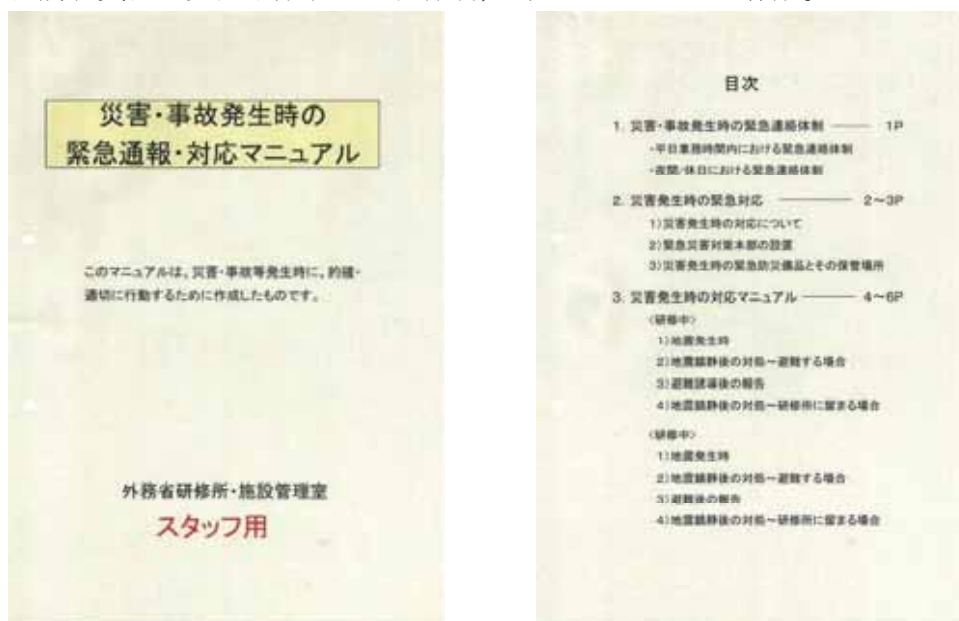 災害・事故発生時の
緊急通報・対応マニュアル
このマニュアルは、災害・事故等発生時に、的確・
適切に行動するために作成したものです。
外務省研修所・施設管理室
スタッフ用
目次
1. 災害・事故発生時の緊急連絡体制 ―― 1P
・平日業務時間内における緊急連絡体制
・夜間/休日における緊急連絡体制
2. 災害発生時の緊急対応 ―――― 2～3P
1)災害発生時の対応について
2)緊急災害対策本部の設置
3)災害発生時の緊急防災備品とその保管場所
3. 災害発生時の対応マニュアル ――― 4～6P
〈研修中〉
1)地震発生時
2)地震鎮静後の対処～避難する場合
3)避難誘導後の報告
4)地震鎮静後の対処～研修所に留まる場合
〈研修中〉
1)地震発生時
2)地震鎮静後の対処～避難する場合
3)避難後の報告
4)地震鎮静後の対処～研修所に留まる場合